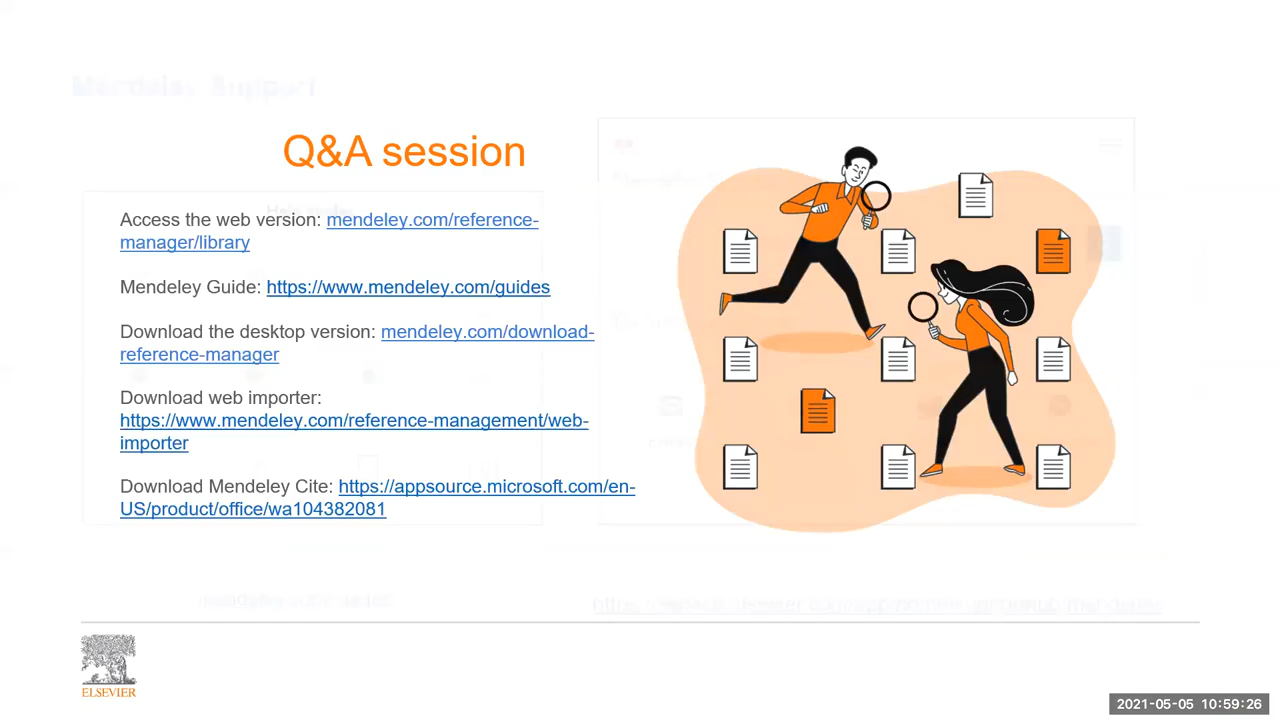 Mendeley Support
Q&A session
Access the web version: mendeley.com/reference-
manager/library
Mendeley Guide: https://www.mendeley.com/guides
Download the desktop version: mendeley.com/download-
reference-manager
Download web importer:
https://www.mendeley.com/reference-management/web-
importer
Download Mendeley Cite: https://appsource.microsoft.com/en-
US/product/office/wa104382081
ELSEVIER
2021-05-05 10:59:26